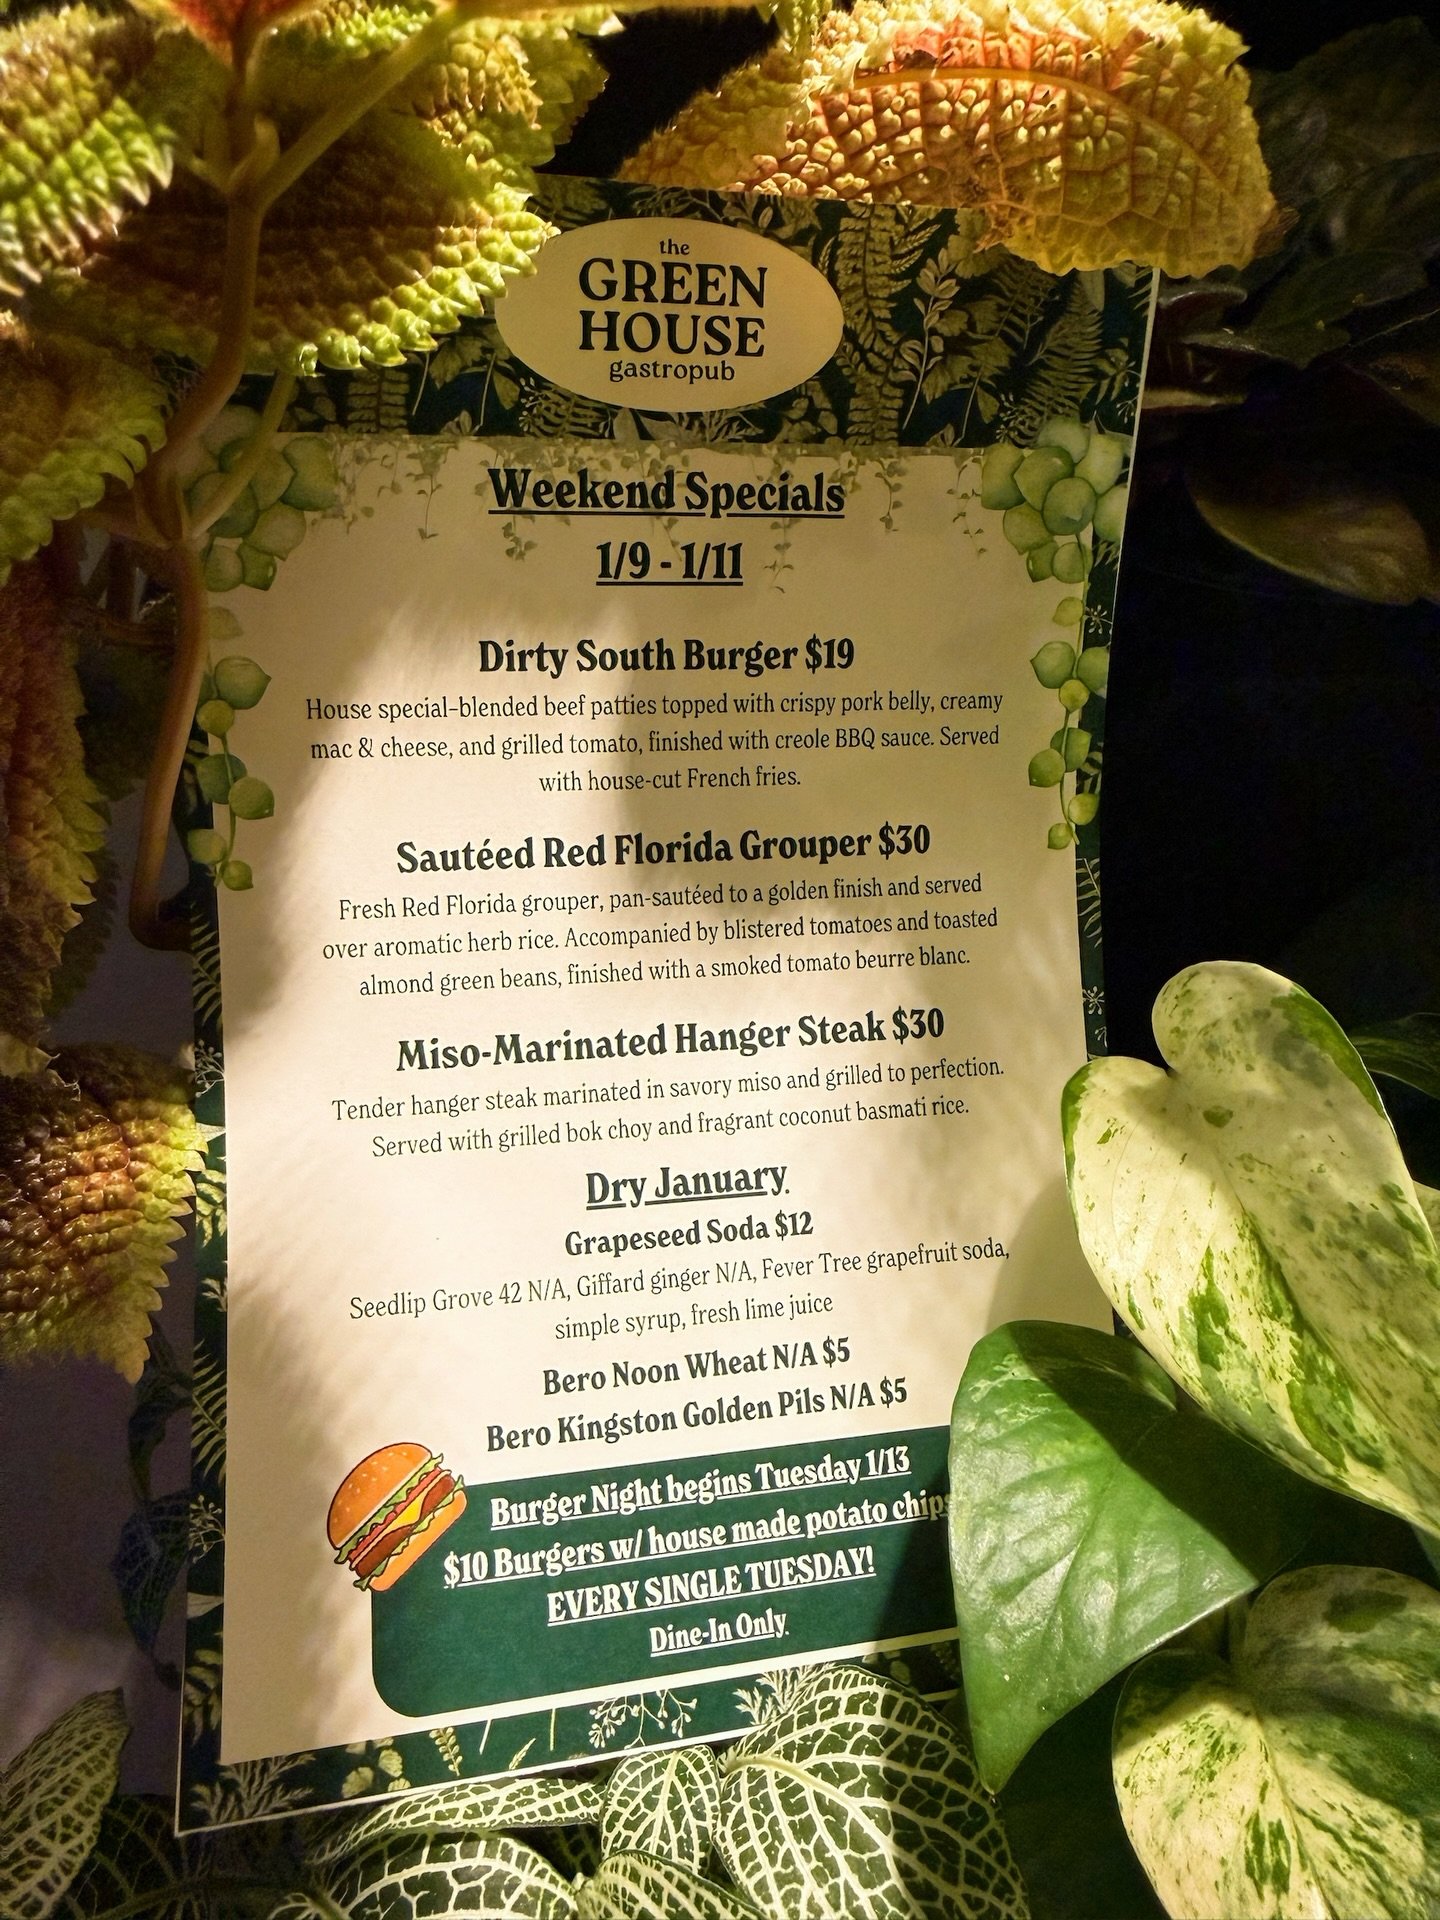 the
GREEN
HOUSE
gastropub
Weekend Specials
1/9 - 1/11
Dirty South Burger $19
House special-blended beef patties topped with crispy pork belly, creamy
mac & cheese, and grilled tomato, finished with creole BBQ sauce. Served
with house-cut French fries.
Sautéed Red Florida Grouper $30
Fresh Red Florida grouper, pan-sautéed to a golden finish and served
over aromatic herb rice. Accompanied by blistered tomatoes and toasted
almond green beans, finished with a smoked tomato beurre blanc.
Miso-Marinated Hanger Steak $30
Tender hanger steak marinated in savory miso and grilled to perfection.
Served with grilled bok choy and fragrant coconut basmati rice.
Dry January
Grapeseed Soda $12
Seedlip Grove 42 N/A, Giffard ginger N/A, Fever Tree grapefruit soda,
simple syrup, fresh lime juice
Bero Noon Wheat N/A $5
Bero Kingston Golden Pils N/A $5
Burger Night begins Tuesday 1/13
$10 Burgers w/ house made potato chips
EVERY SINGLE TUESDAY!
Dine-In Only